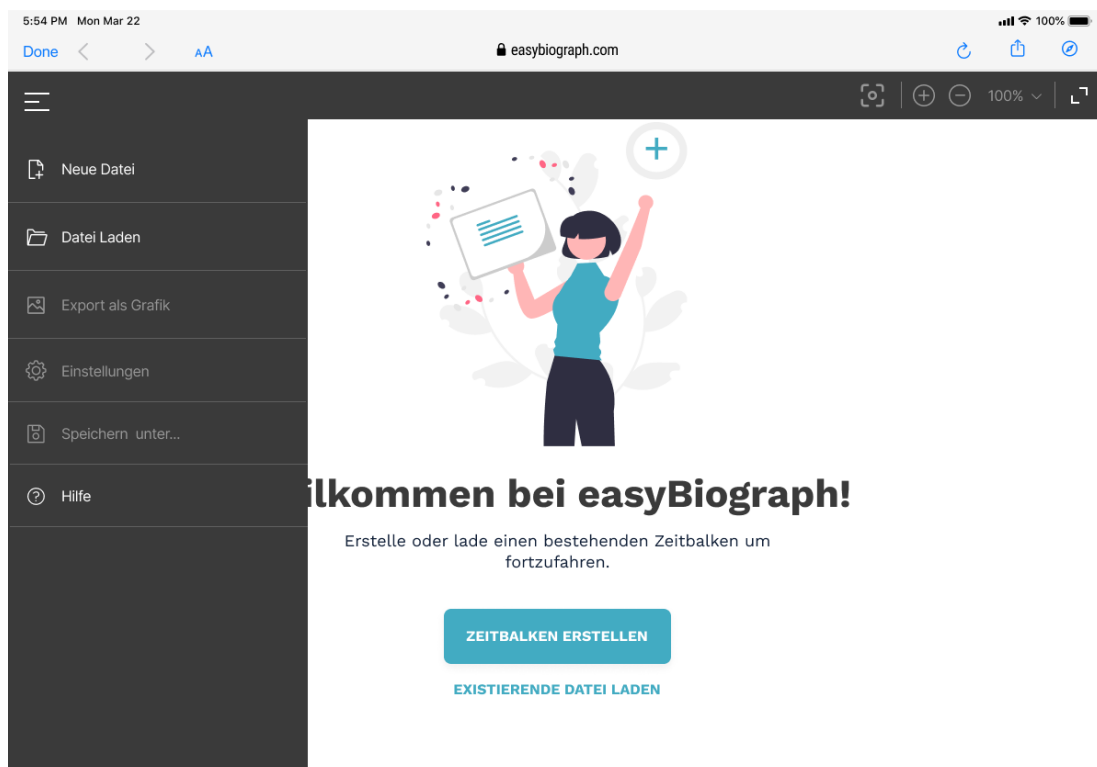 5:54 PM Mon Mar 22
100%
Done
AA
easybiograph.com
100%
Neue Datei
Datei Laden
Export als Grafik
Einstellungen
Speichern unter...
Hilfe
ilkommen bei easyBiograph!
Erstelle oder lade einen bestehenden Zeitbalken um
fortzufahren.
ZEITBALKEN ERSTELLEN
EXISTIERENDE DATEI LADEN